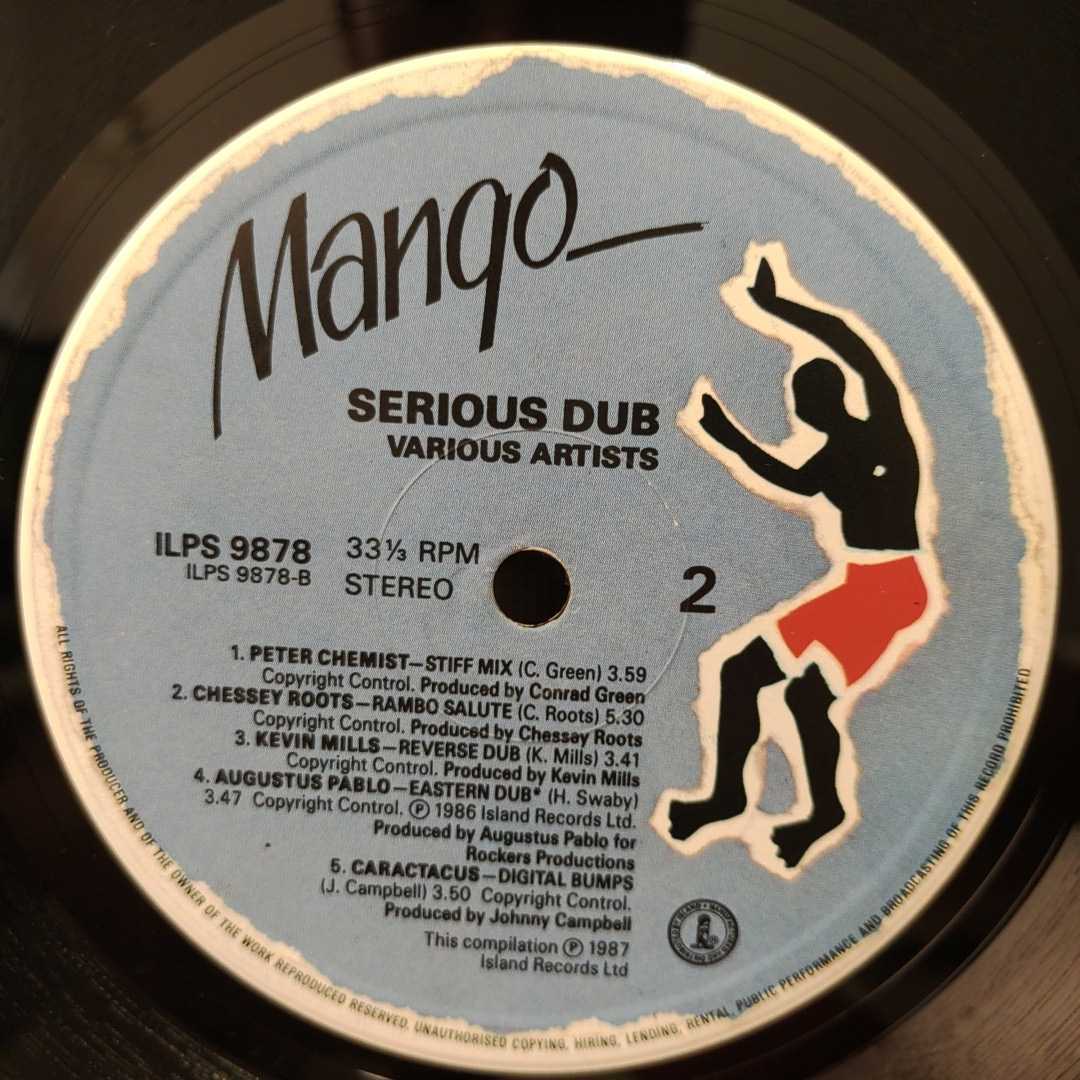 Mango
SERIOUS DUB
VARIOUS ARTISTS
ILPS 9878
ILPS 9878-B
33⅓ RPM
STEREO
2
1. PETER CHEMIST—STIFF MIX (C. Green) 3.59
Copyright Control. Produced by Conrad Green
2. CHESSEY ROOTS—RAMBO SALUTE (C. Roots) 5.30
Copyright Control. Produced by Chessey Roots
3. KEVIN MILLS—REVERSE DUB (K. Mills) 3.41
Copyright Control. Produced by Kevin Mills
4. AUGUSTUS PABLO—EASTERN DUB* (H. Swaby)
3.47 Copyright Control. ℗ 1986 Island Records Ltd.
Produced by Augustus Pablo for
Rockers Productions
5. CARACTACUS—DIGITAL BUMPS
(J. Campbell) 3.50 Copyright Control.
Produced by Johnny Campbell
This compilation ℗ 1987
Island Records Ltd
ALL RIGHTS OF THE PRODUCER AND OF THE OWNER OF THE WORK REPRODUCED RESERVED. UNAUTHORISED COPYING, HIRING, LENDING, RENTAL, PUBLIC PERFORMANCE AND BROADCASTING OF THIS RECORD PROHIBITED